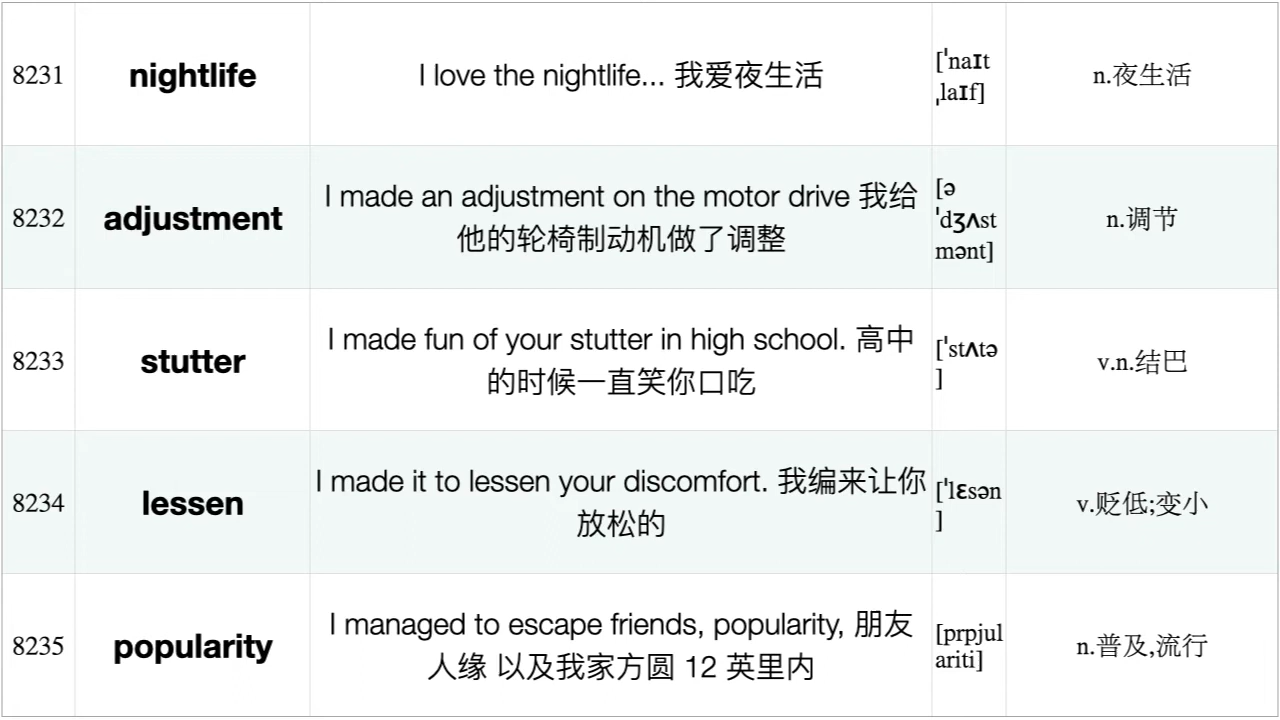 8231 nightlife I love the nightlife... 我爱夜生活 [ˈnaɪt ˌlaɪf] n.夜生活
8232 adjustment I made an adjustment on the motor drive 我给
他的轮椅制动机做了调整 [ə ˈdʒʌst mənt] n.调节
8233 stutter I made fun of your stutter in high school. 高中
的时候一直笑你口吃 [ˈstʌtə ] v.n.结巴
8234 lessen I made it to lessen your discomfort. 我编来让你
放松的 [ˈlɛsən ] v.贬低;变小
8235 popularity I managed to escape friends, popularity, 朋友
人缘 以及我家方圆 12 英里内 [prpjul ariti] n.普及,流行